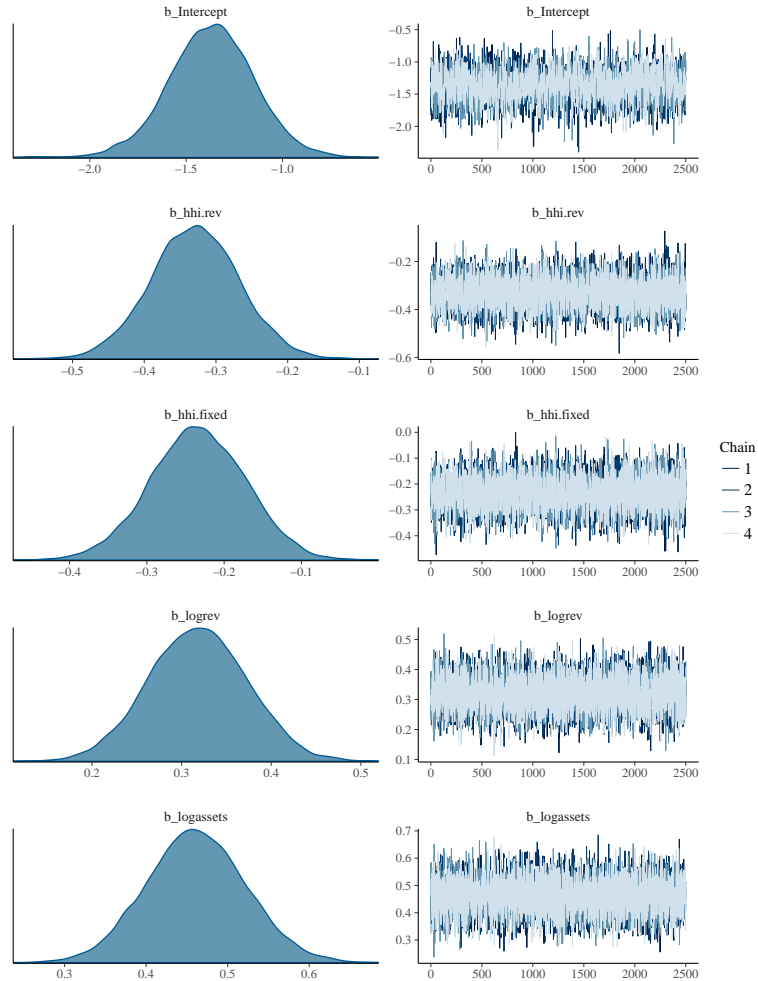 b_Intercept
−2.0 −1.5 −1.0
b_Intercept
−0.5
−1.0
−1.5
−2.0
0 500 1000 1500 2000 2500
b_hhi.rev
−0.5 −0.4 −0.3 −0.2 −0.1
b_hhi.rev
−0.2
−0.4
−0.6
0 500 1000 1500 2000 2500
b_hhi.fixed
−0.4 −0.3 −0.2 −0.1
b_hhi.fixed
0.0
−0.1
−0.2
−0.3
−0.4
0 500 1000 1500 2000 2500
b_logrev
0.2 0.3 0.4 0.5
b_logrev
0.5
0.4
0.3
0.2
0.1
0 500 1000 1500 2000 2500
b_logassets
0.3 0.4 0.5 0.6
b_logassets
0.7
0.6
0.5
0.4
0.3
0 500 1000 1500 2000 2500
Chain
1
2
3
4